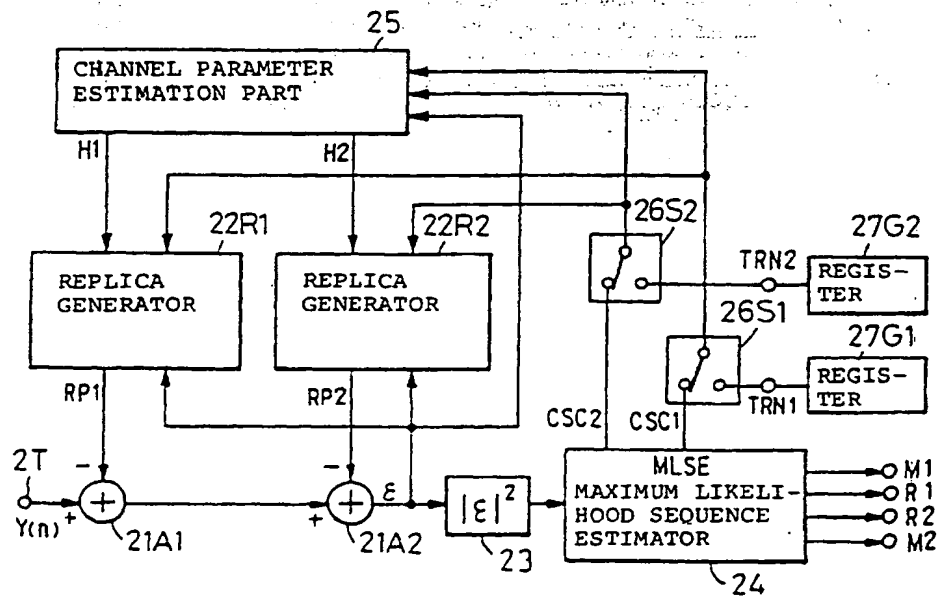 25
CHANNEL PARAMETER
ESTIMATION PART
H1
H2
22R1
22R2
26S2
27G2
REPLICA
GENERATOR
REPLICA
GENERATOR
TRN2
REGIS-
TER
26S1
27G1
REGIS-
TER
RP1
RP2
CSC2
CSC1
TRN1
2T
-
-
ε
Y(n)
+
+
+
+
21A1
21A2
|ε|²
23
MLSE
MAXIMUM LIKELI-
HOOD SEQUENCE
ESTIMATOR
24
M1
R1
R2
M2